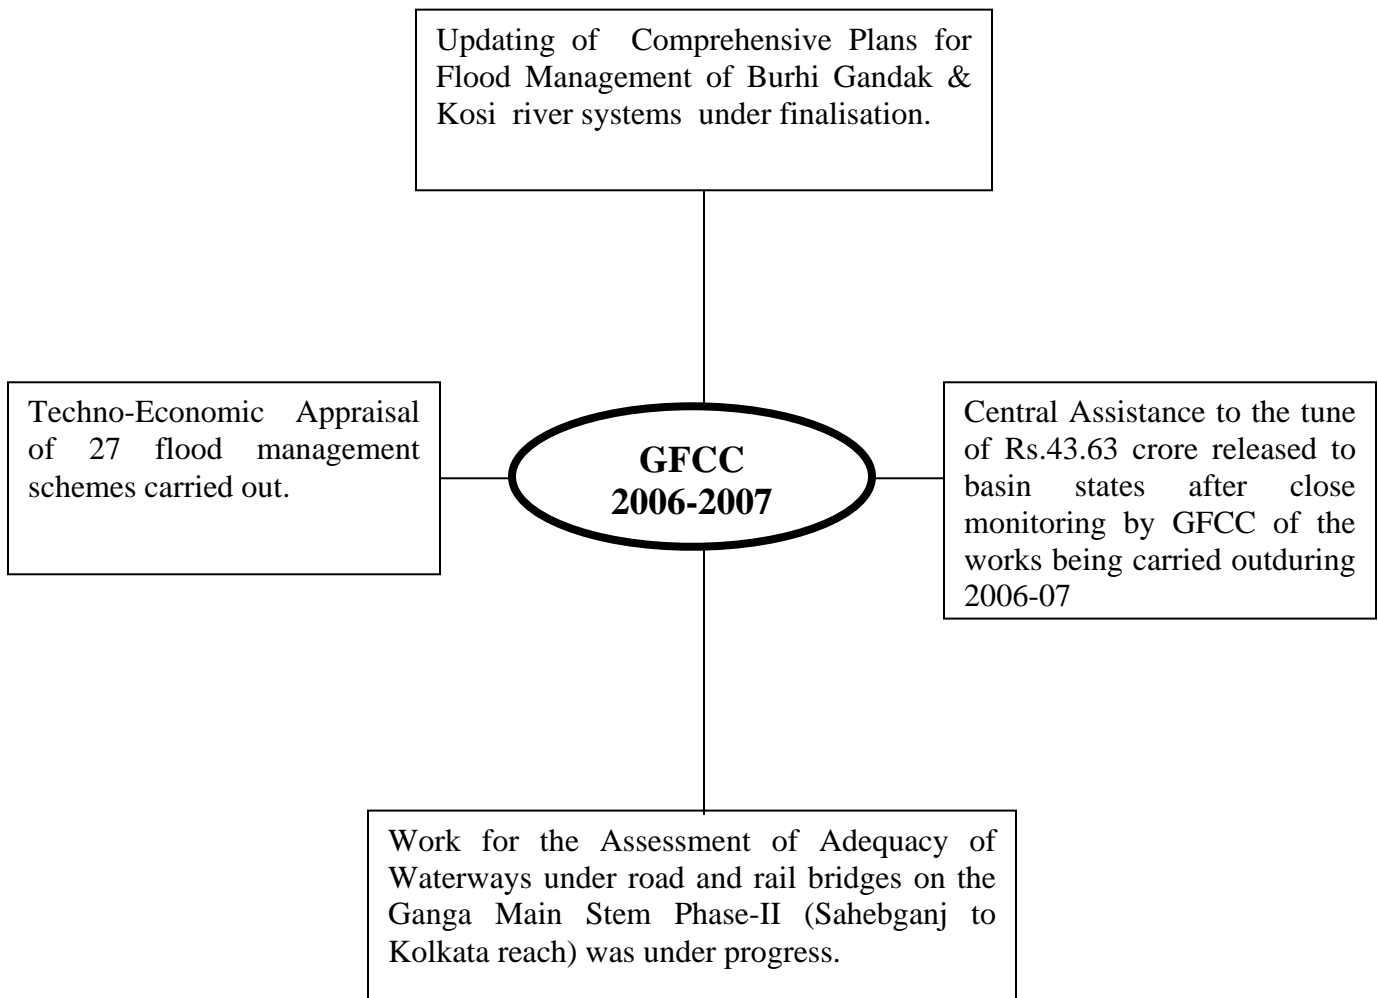 Updating of Comprehensive Plans for
Flood Management of Burhi Gandak &
Kosi river systems under finalisation.
Techno-Economic Appraisal
of 27 flood management
schemes carried out.
GFCC
2006-2007
Central Assistance to the tune
of Rs.43.63 crore released to
basin states after close
monitoring by GFCC of the
works being carried outduring
2006-07
Work for the Assessment of Adequacy of
Waterways under road and rail bridges on the
Ganga Main Stem Phase-II (Sahebganj to
Kolkata reach) was under progress.